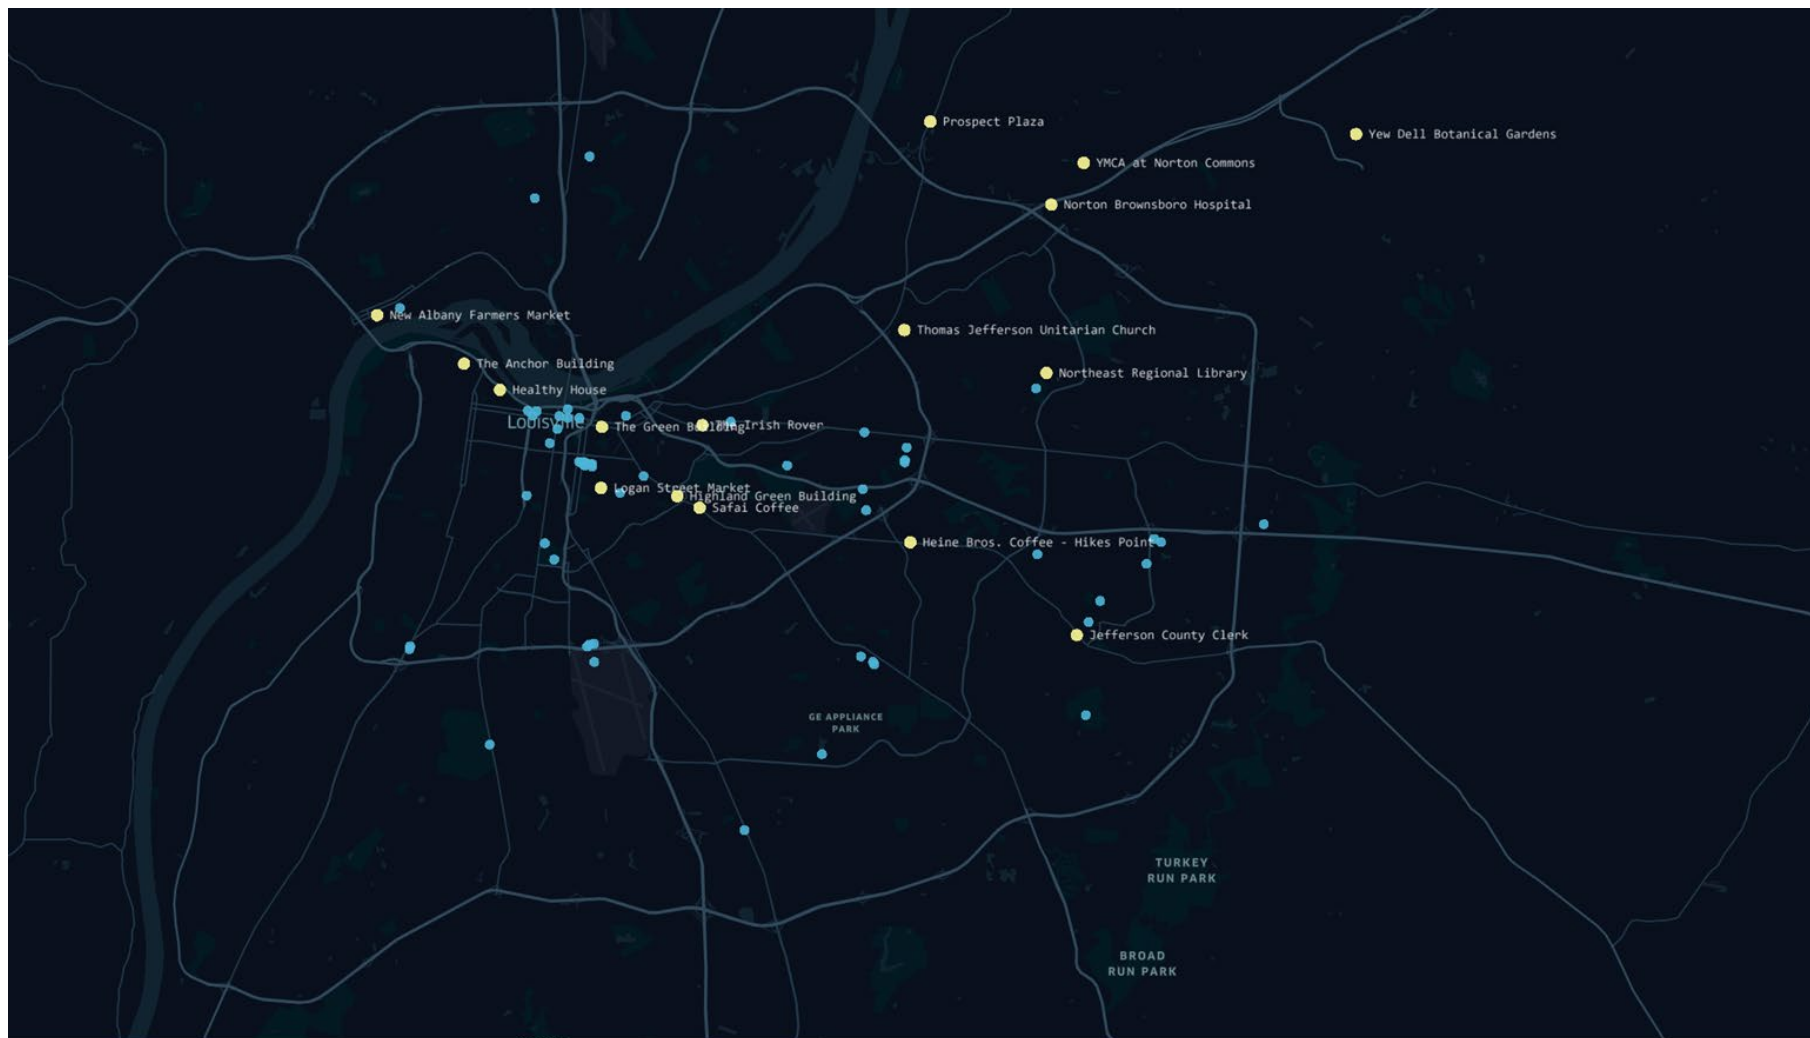 Prospect Plaza
Yew Dell Botanical Gardens
YMCA at Norton Commons
Norton Brownsboro Hospital
New Albany Farmers Market
Thomas Jefferson Unitarian Church
The Anchor Building
Northeast Regional Library
Healthy House
Louisville
The Green Building
The Irish Rover
Logan Street Market
Highland Green Building
Safai Coffee
Heine Bros. Coffee - Hikes Point
Jefferson County Clerk
GE APPLIANCE
PARK
TURKEY
RUN PARK
BROAD
RUN PARK